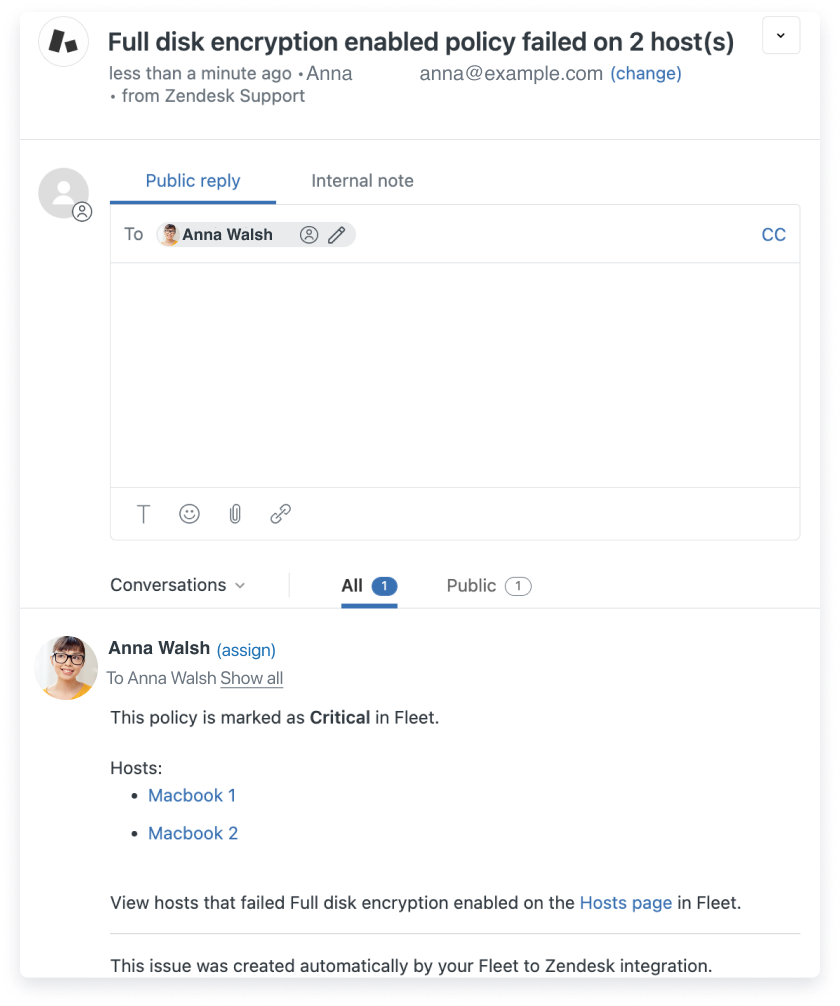 Full disk encryption enabled policy failed on 2 host(s)
less than a minute ago • Anna anna@example.com (change)
• from Zendesk Support
Public reply Internal note
To Anna Walsh CC
Conversations All 1 Public 1
Anna Walsh (assign)
To Anna Walsh Show all
This policy is marked as Critical in Fleet.
Hosts:
• Macbook 1
• Macbook 2
View hosts that failed Full disk encryption enabled on the Hosts page in Fleet.
This issue was created automatically by your Fleet to Zendesk integration.